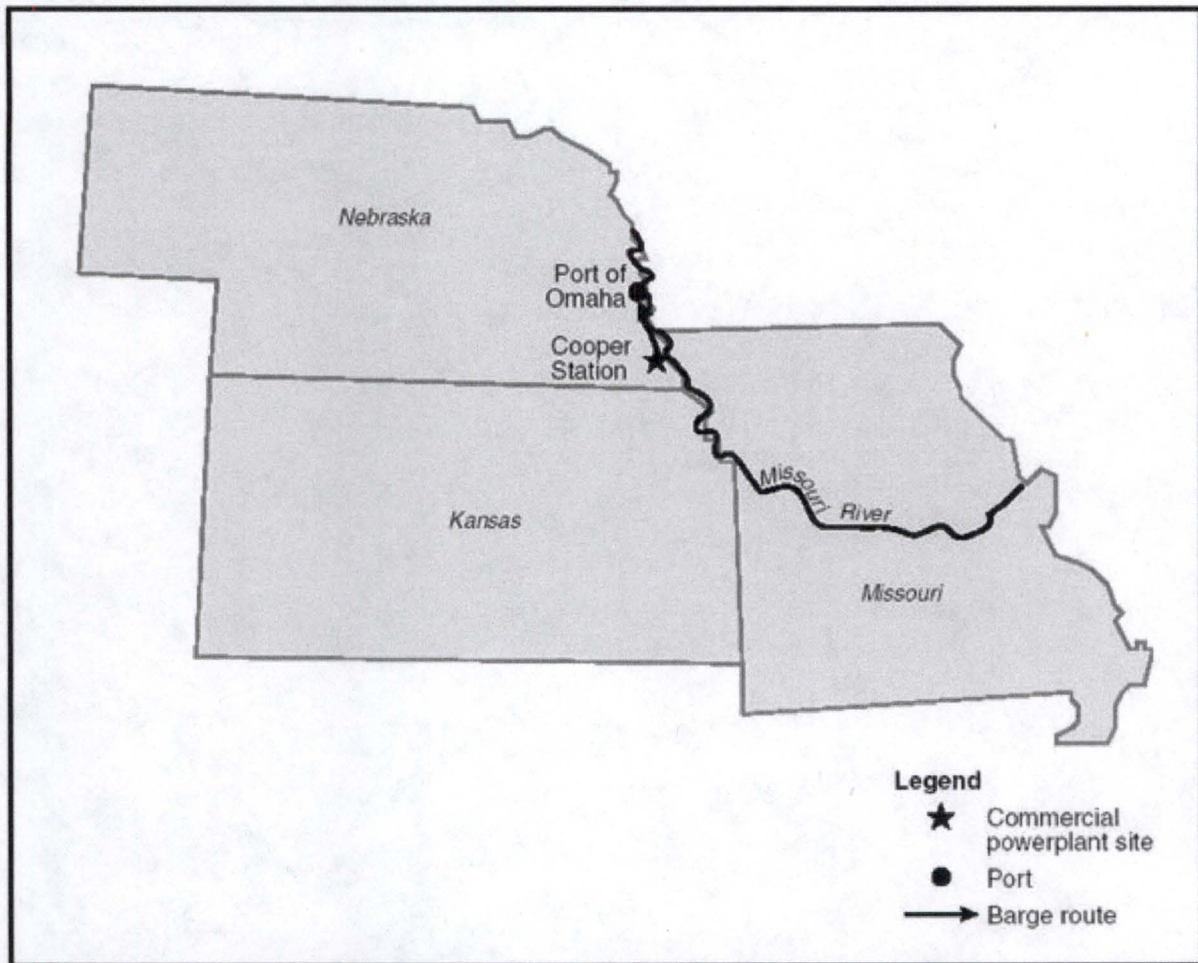 Nebraska
Port of
Omaha
Cooper
Station
Missouri
River
Kansas
Missouri
Legend
Commercial
powerplant site
Port
Barge route